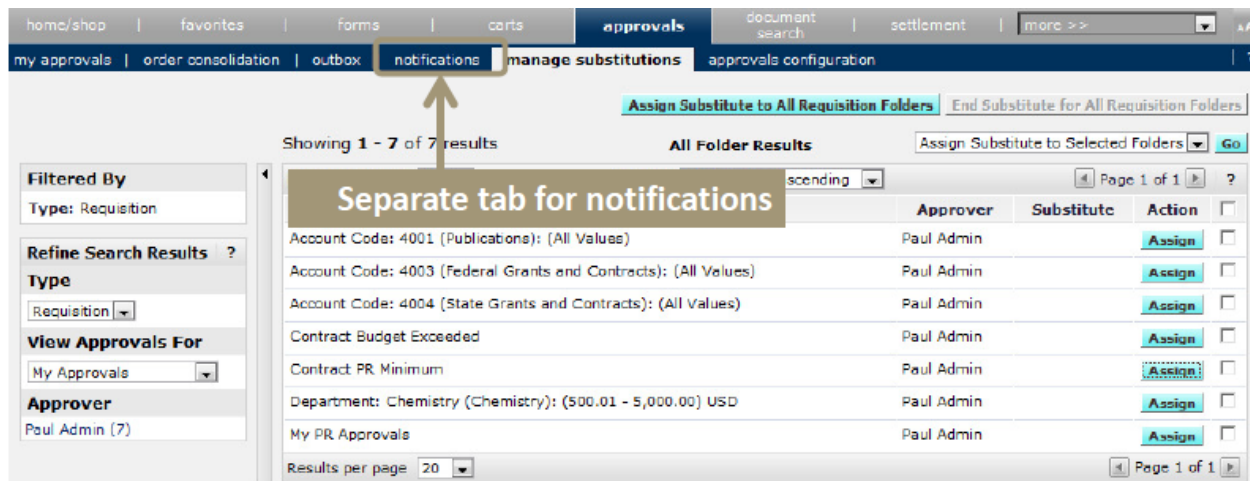 home/shop | favorites | forms | carts approvals document search | settlement | more >>
my approvals | order consolidation | outbox notifications manage substitutions approvals configuration |
Assign Substitute to All Requisition Folders End Substitute for All Requisition Folders
Showing 1 - 7 of 7 results All Folder Results Assign Substitute to Selected Folders Go
Filtered By scending Page 1 of 1 ?
Separate tab for notifications
Type: Requisition Approver Substitute Action
Account Code: 4001 (Publications): (All Values) Paul Admin Assign
Refine Search Results ?
Account Code: 4003 (Federal Grants and Contracts): (All Values) Paul Admin Assign
Type
Requisition Account Code: 4004 (State Grants and Contracts): (All Values) Paul Admin Assign
View Approvals For Contract Budget Exceeded Paul Admin Assign
My Approvals Contract PR Minimum Paul Admin Assign
Approver Department: Chemistry (Chemistry): (500.01 - 5,000.00) USD Paul Admin Assign
Paul Admin (7) My PR Approvals Paul Admin Assign
Results per page 20 Page 1 of 1